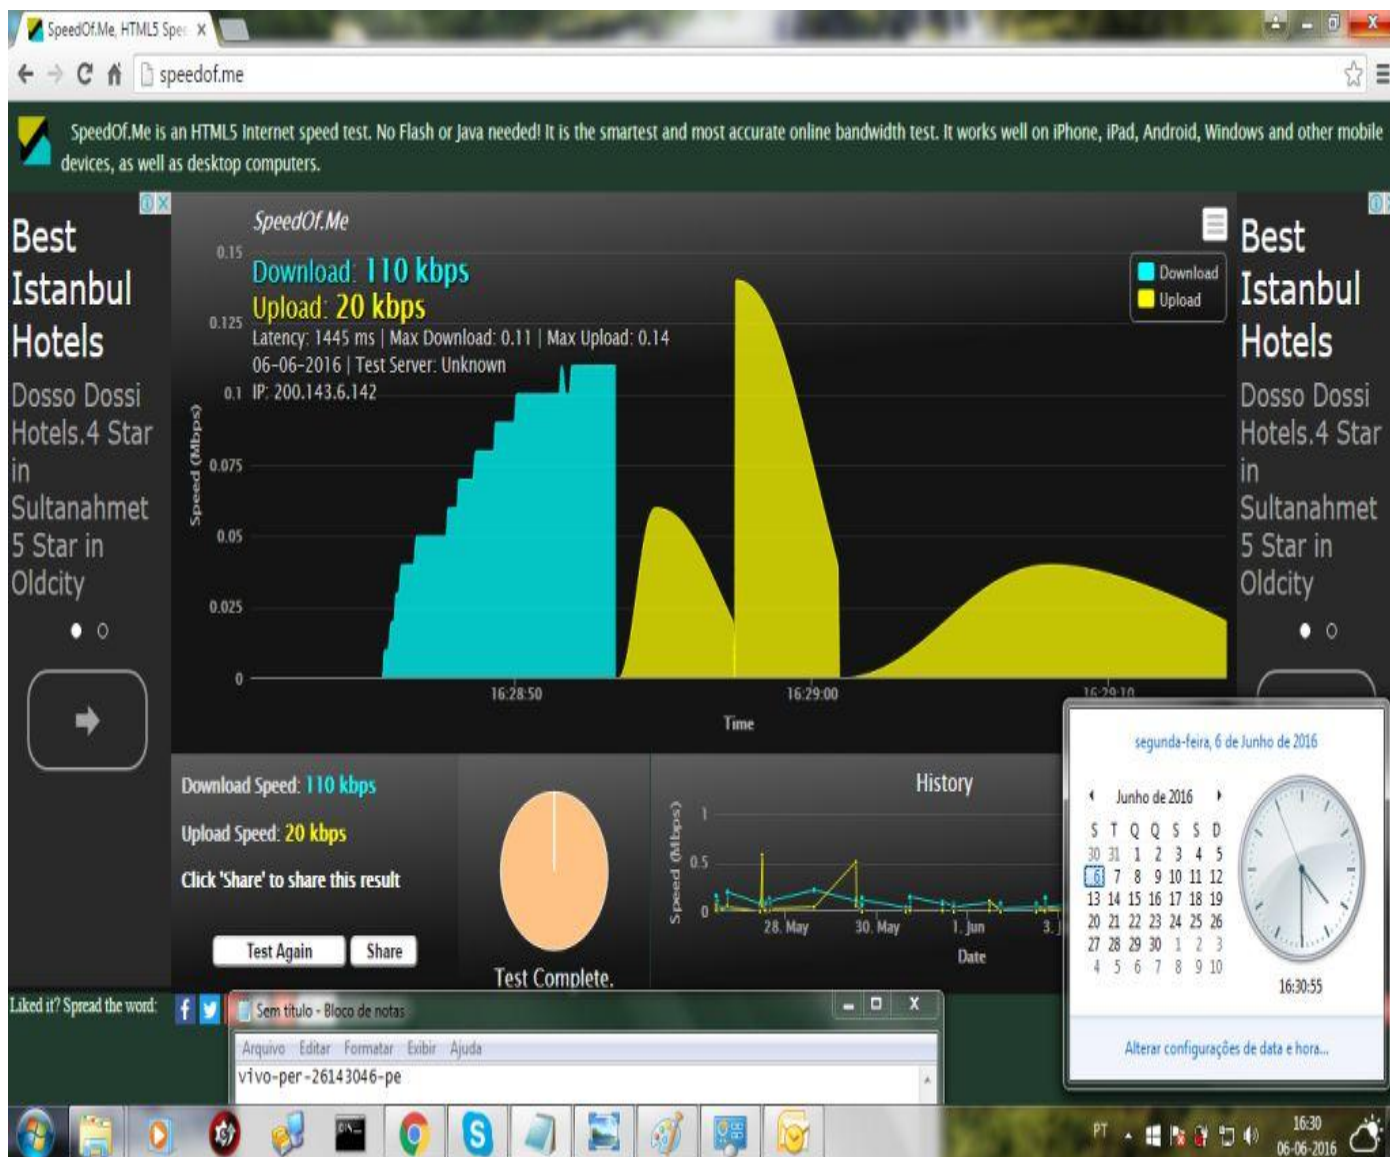 SpeedOf.Me, HTML5 Spe
speedof.me
SpeedOf.Me is an HTML5 Internet speed test. No Flash or Java needed! It is the smartest and most accurate online bandwidth test. It works well on iPhone, iPad, Android, Windows and other mobile
devices, as well as desktop computers.
Best
Istanbul
Hotels
Dosso Dossi
Hotels.4 Star
in
Sultanahmet
5 Star in
Oldcity
SpeedOf.Me
Download: 110 kbps
Upload: 20 kbps
Latency: 1445 ms | Max Download: 0.11 | Max Upload: 0.14
06-06-2016 | Test Server: Unknown
IP: 200.143.6.142
Download
Upload
0.15
0.125
0.1
0.075
0.05
0.025
0
Speed (Mbps)
16:28:50 16:29:00 16:29:10
Time
Best
Istanbul
Hotels
Dosso Dossi
Hotels.4 Star
in
Sultanahmet
5 Star in
Oldcity
Download Speed: 110 kbps
Upload Speed: 20 kbps
Click 'Share' to share this result
Test Again Share
Test Complete.
History
Speed (Mbps)
1
0.5
0
28. May 30. May 1. Jun 3.
Date
segunda-feira, 6 de Junho de 2016
Junho de 2016
S T Q Q S S D
30 31 1 2 3 4 5
6 7 8 9 10 11 12
13 14 15 16 17 18 19
20 21 22 23 24 25 26
27 28 29 30 1 2 3
4 5 6 7 8 9 10
16:30:55
Alterar configurações de data e hora...
Liked it? Spread the word:
Sem título - Bloco de notas
Arquivo Editar Formatar Exibir Ajuda
vivo-per-26143046-pe
PT
16:30
06-06-2016